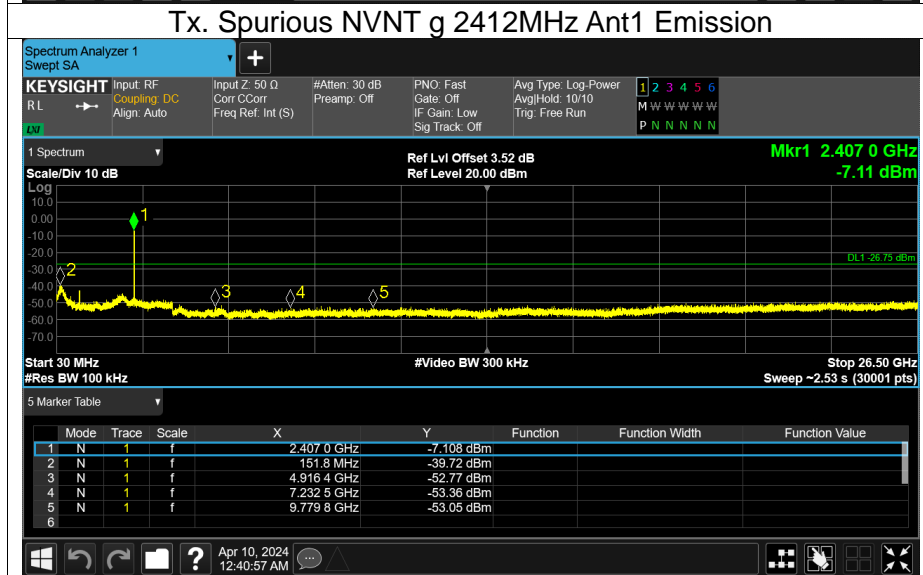 Tx. Spurious NVNT g 2412MHz Ant1 Emission
Spectrum Analyzer 1
Swept SA
+
KEYSIGHT Input: RF Input Z: 50 Ω #Atten: 30 dB PNO: Fast Avg Type: Log-Power 1 2 3 4 5 6
RL Coupling: DC Corr CCorr Preamp: Off Gate: Off Avg|Hold: 10/10 M W W W W W
Align: Auto Freq Ref: Int (S) IF Gain: Low Trig: Free Run
LXI Sig Track: Off P N N N N N
1 Spectrum Ref Lvl Offset 3.52 dB Mkr1 2.407 0 GHz
Scale/Div 10 dB Ref Level 20.00 dBm -7.11 dBm
Log
10.0
0.00 1
-10.0
-20.0 DL1 -26.75 dBm
-30.0 2
-40.0 3 4 5
-50.0
-60.0
-70.0
Start 30 MHz #Video BW 300 kHz Stop 26.50 GHz
#Res BW 100 kHz Sweep ~2.53 s (30001 pts)
5 Marker Table
Mode Trace Scale X Y Function Function Width Function Value
1 N 1 f 2.407 0 GHz -7.108 dBm
2 N 1 f 151.8 MHz -39.72 dBm
3 N 1 f 4.916 4 GHz -52.77 dBm
4 N 1 f 7.232 5 GHz -53.36 dBm
5 N 1 f 9.779 8 GHz -53.05 dBm
6
? Apr 10, 2024
12:40:57 AM